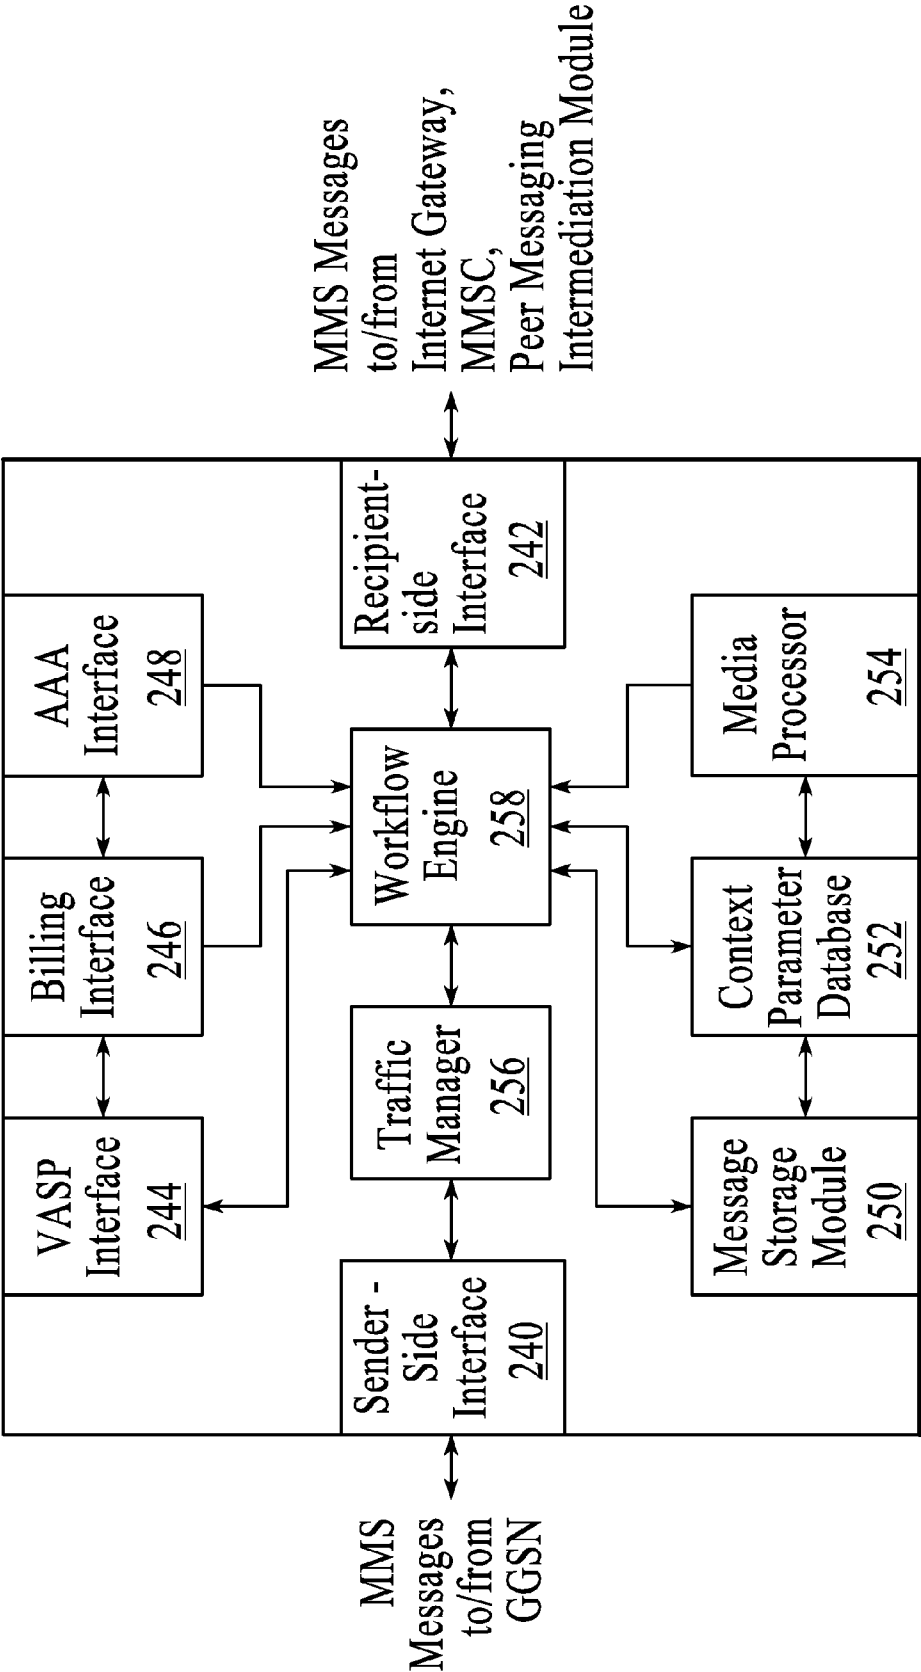 VASP
Interface
244
Billing
Interface
246
AAA
Interface
248
MMS
Messages
to/from
GGSN
Sender -
Side
Interface
240
Traffic
Manager
256
Workflow
Engine
258
Recipient-
side
Interface
242
MMS Messages
to/from
Internet Gateway,
MMSC,
Peer Messaging
Intermediation Module
Message
Storage
Module
250
Context
Parameter
Database
252
Media
Processor
254